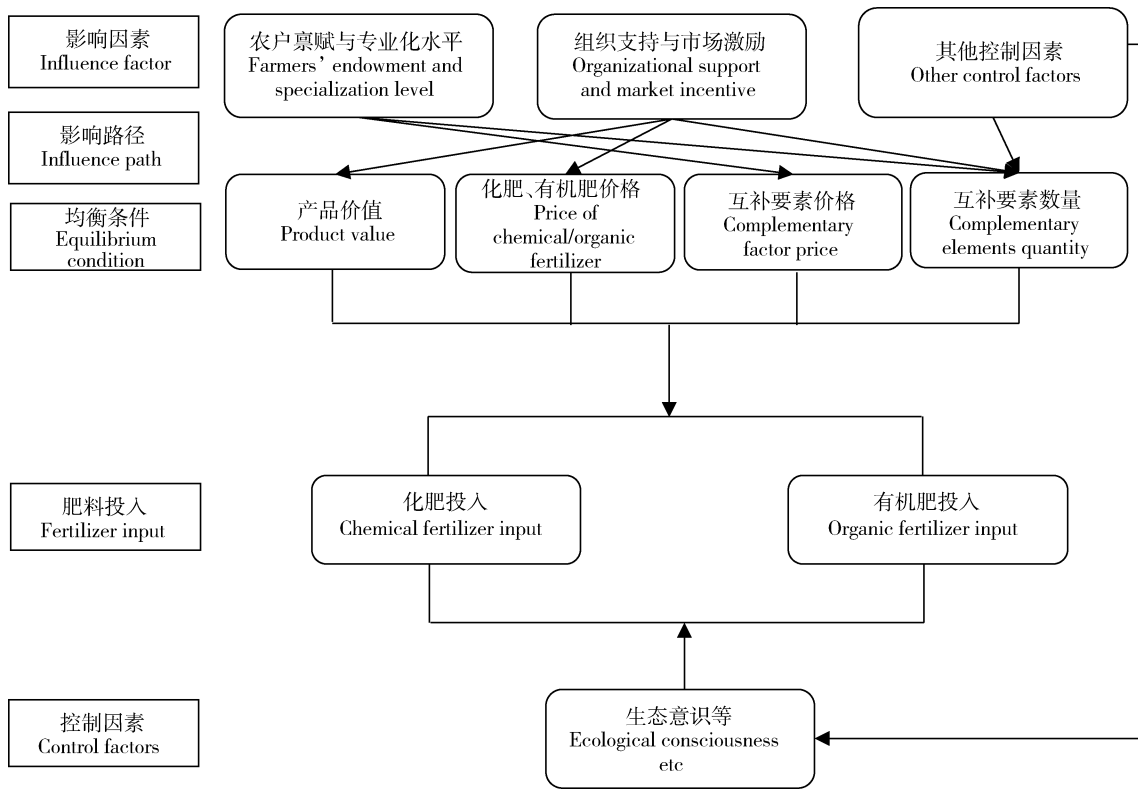 影响因素
Influence factor
农户禀赋与专业化水平
Farmers’ endowment and
specialization level
组织支持与市场激励
Organizational support
and market incentive
其他控制因素
Other control factors
影响路径
Influence path
均衡条件
Equilibrium
condition
产品价值
Product value
化肥、有机肥价格
Price of
chemical/organic
fertilizer
互补要素价格
Complementary
factor price
互补要素数量
Complementary
elements quantity
肥料投入
Fertilizer input
化肥投入
Chemical fertilizer input
有机肥投入
Organic fertilizer input
控制因素
Control factors
生态意识等
Ecological consciousness
etc